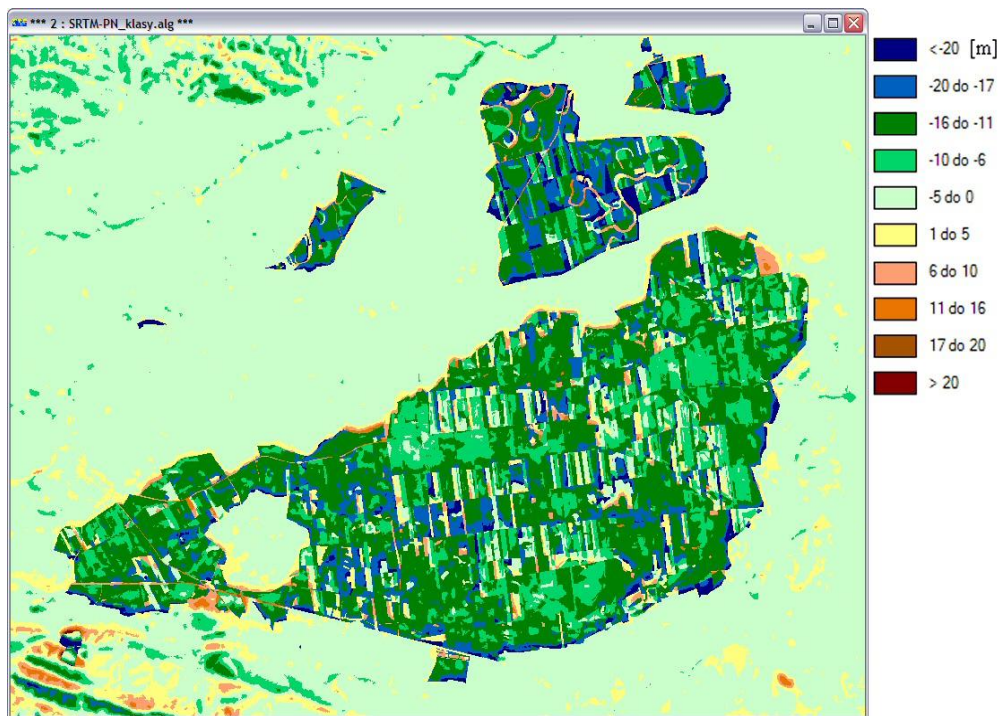 *** 2 : SRTM-PN_klasy.alg ***
<-20 [m]
-20 do -17
-16 do -11
-10 do -6
-5 do 0
1 do 5
6 do 10
11 do 16
17 do 20
> 20